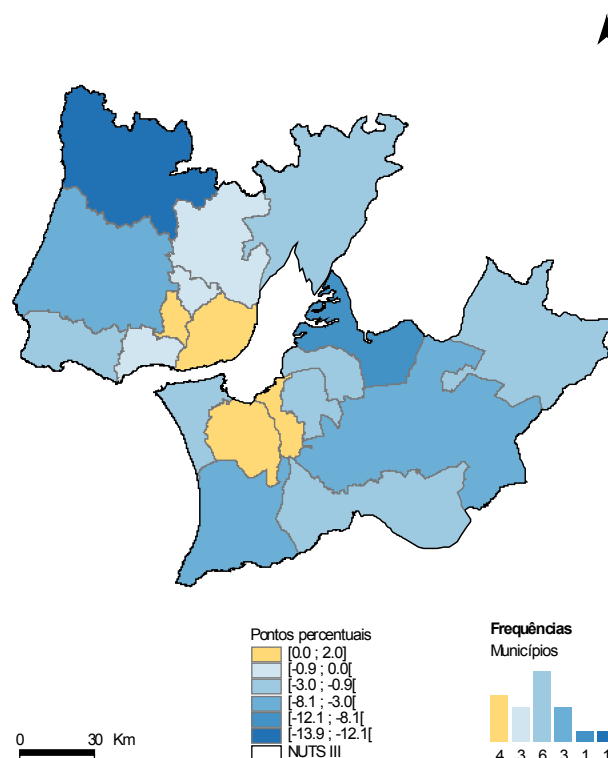 Pontos percentuais
[0.0 ; 2.0]
[-0.9 ; 0.0[
[-3.0 ; -0.9[
[-8.1 ; -3.0[
[-12.1 ; -8.1[
[-13.9 ; -12.1[
NUTS III
Frequências
Municípios
4 3 6 3 1 1
0 30 Km